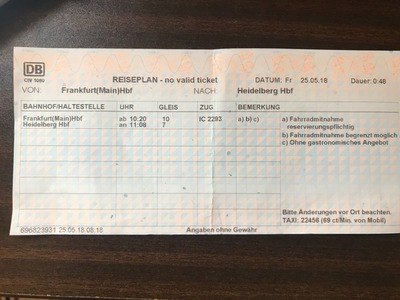 DB
CIV 1080
REISEPLAN - no valid ticket DATUM: Fr 25.05.18 Dauer: 0:48
VON: Frankfurt(Main)Hbf NACH: Heidelberg Hbf
BAHNHOF/HALTESTELLE UHR GLEIS ZUG BEMERKUNG
Frankfurt(Main)Hbf ab 10:20 10 IC 2293 a) b) c) a) Fahrradmitnahme
Heidelberg Hbf an 11:08 7 reservierungspflichtig
b) Fahrradmitnahme begrenzt möglich
c) Ohne gastronomisches Angebot
Bitte Änderungen vor Ort beachten.
TAXI: 22456 (69 ct/Min. von Mobil)
696823931 25.05.18 08:18 Angaben ohne Gewähr